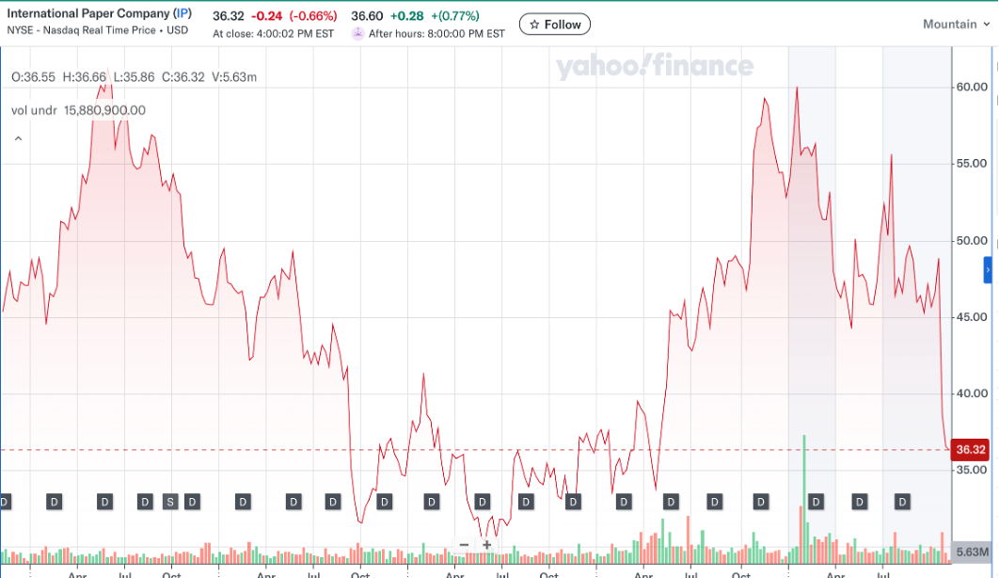 International Paper Company (IP)
NYSE - Nasdaq Real Time Price • USD
36.32 -0.24 (-0.66%)
At close: 4:00:02 PM EST
36.60 +0.28 +(0.77%)
After hours: 8:00:00 PM EST
Follow
Mountain
yahoo!finance
O:36.55 H:36.66 L:35.86 C:36.32 V:5.63m
vol undr 15,880,900.00
60.00
55.00
50.00
45.00
40.00
36.32
35.00
D D D D S D D D D D D D D D D D D D D D D D
5.63M
Apr Jul Oct Apr Jul Oct Apr Jul Oct Apr Jul Oct Apr Jul